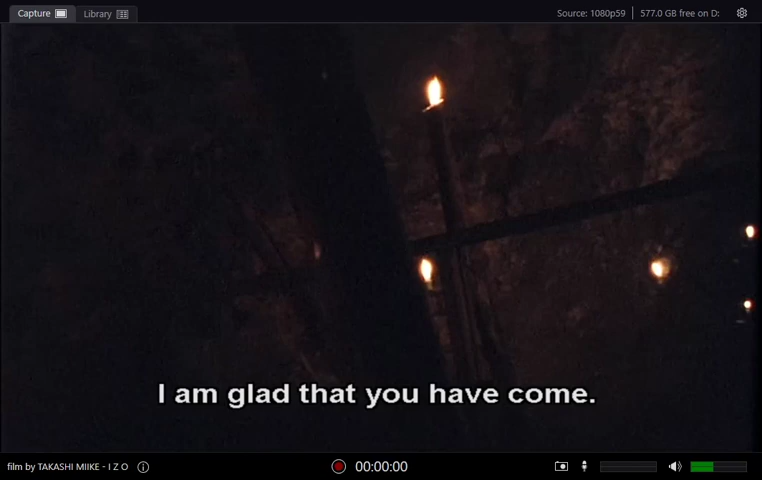 Capture
Library
Source: 1080p59
577.0 GB free on D:
I am glad that you have come.
film by TAKASHI MIIKE - I Z O
00:00:00